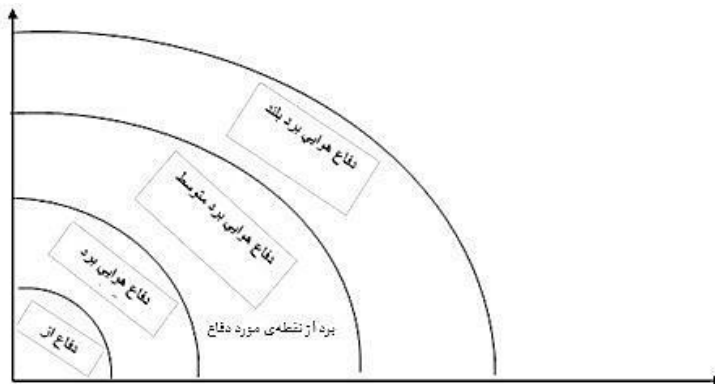 دفاع هوایی برد بلند
دفاع هوایی برد متوسط
دفاع هوایی برد
دفاع از
برد از نقطه‌ی مورد دفاع